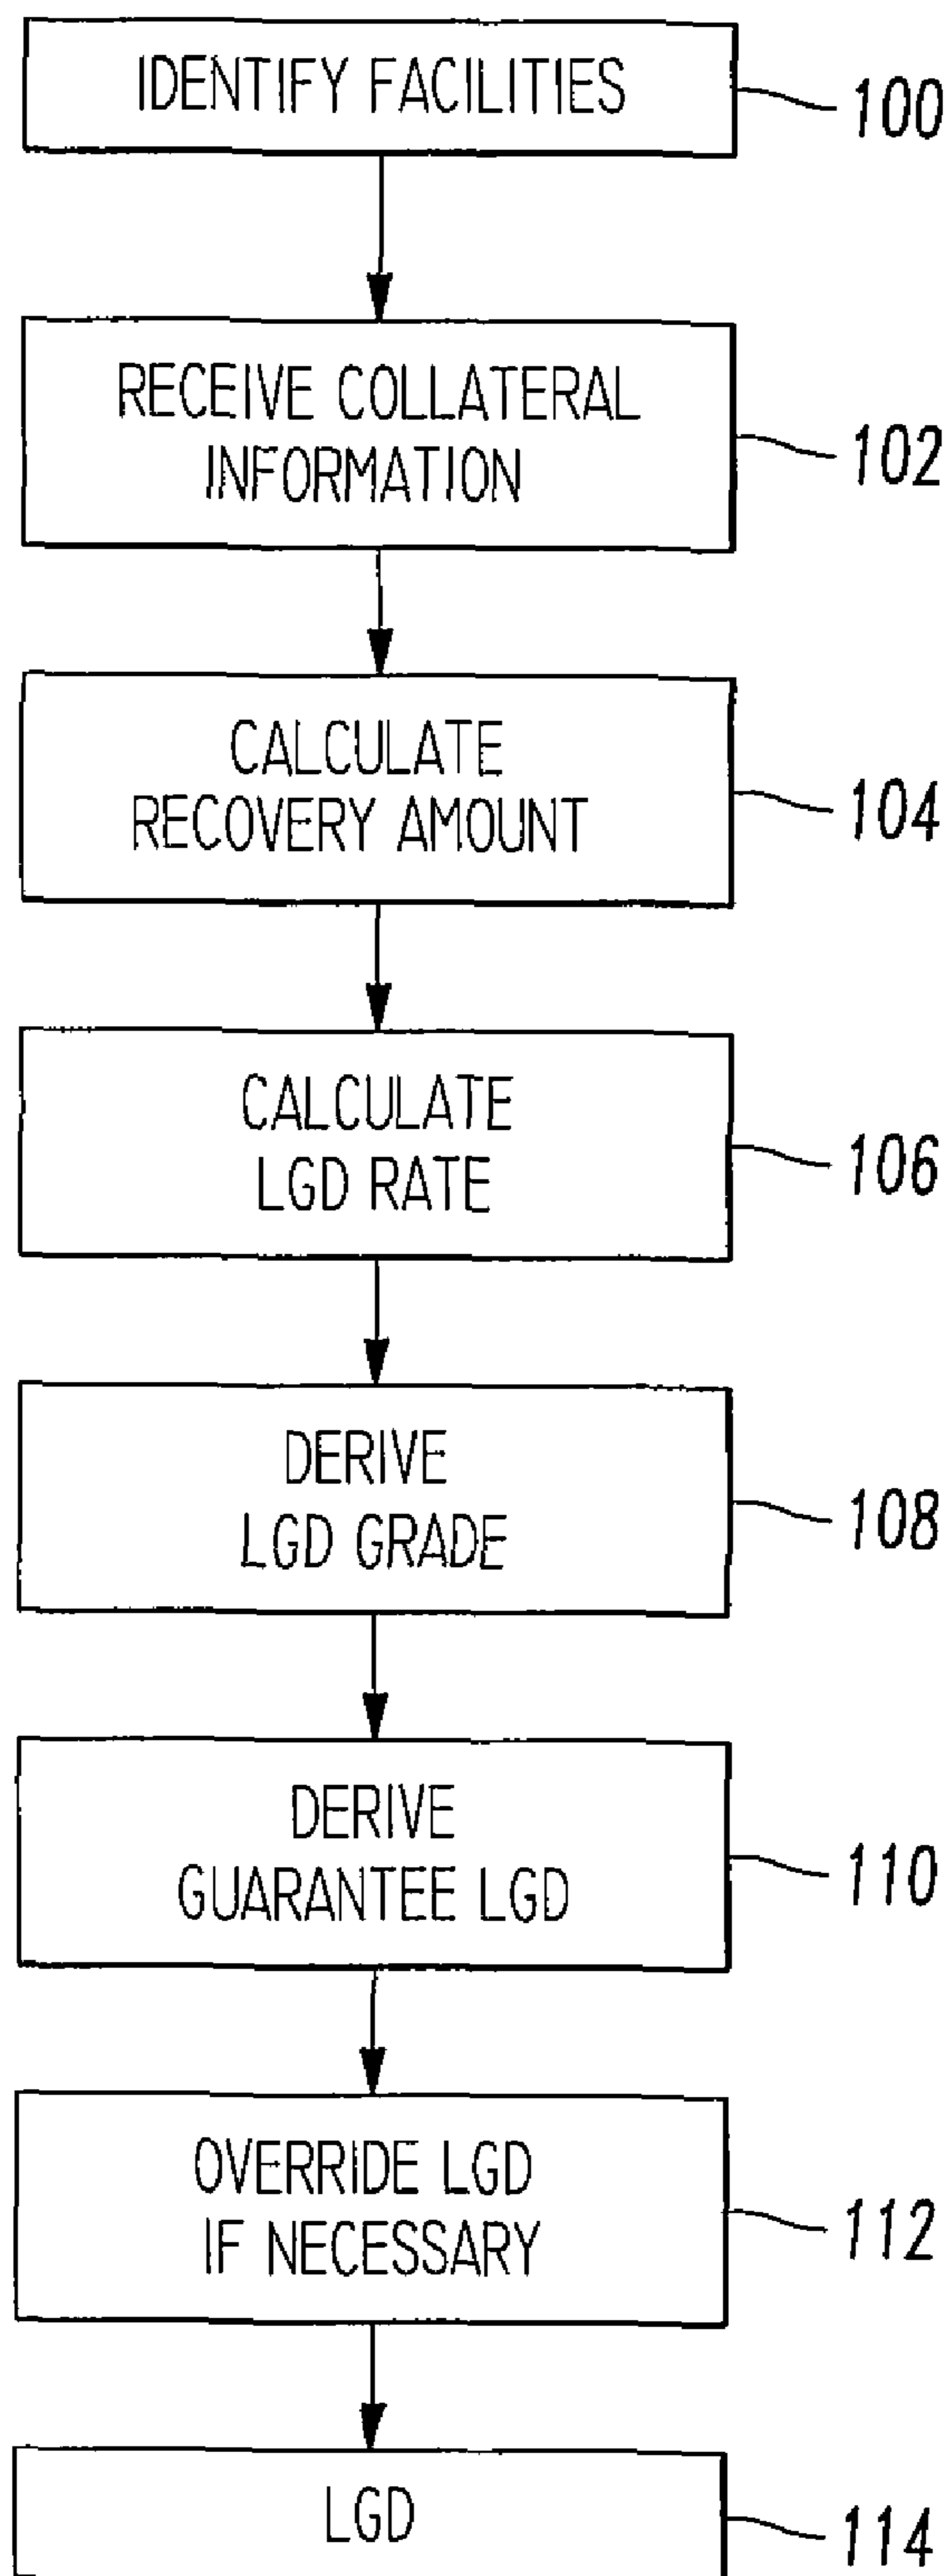 IDENTIFY FACILITIES
100
RECEIVE COLLATERAL
INFORMATION
102
CALCULATE
RECOVERY AMOUNT
104
CALCULATE
LGD RATE
106
DERIVE
LGD GRADE
108
DERIVE
GUARANTEE LGD
110
OVERRIDE LGD
IF NECESSARY
112
LGD
114